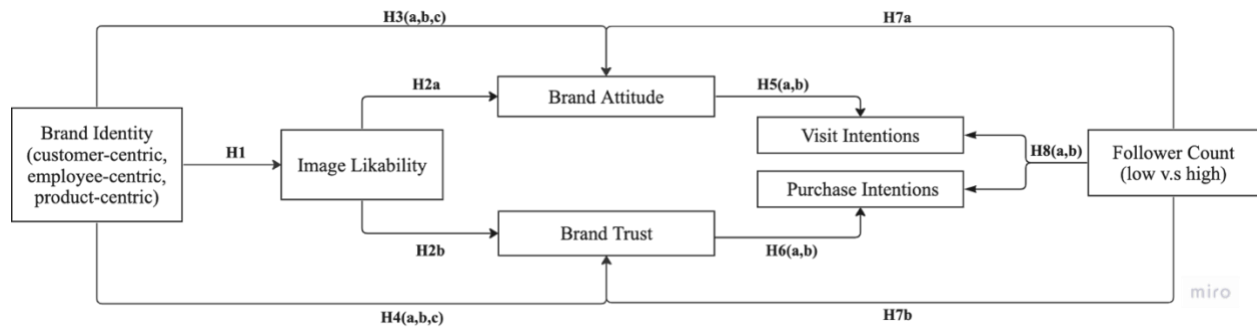 H3(a,b,c)
H7a
H2a
Brand Attitude
H5(a,b)
Brand Identity
(customer-centric,
employee-centric,
product-centric)
H1
Image Likability
Visit Intentions
H8(a,b)
Follower Count
(low v.s high)
Purchase Intentions
H2b
Brand Trust
H6(a,b)
H4(a,b,c)
H7b
miro